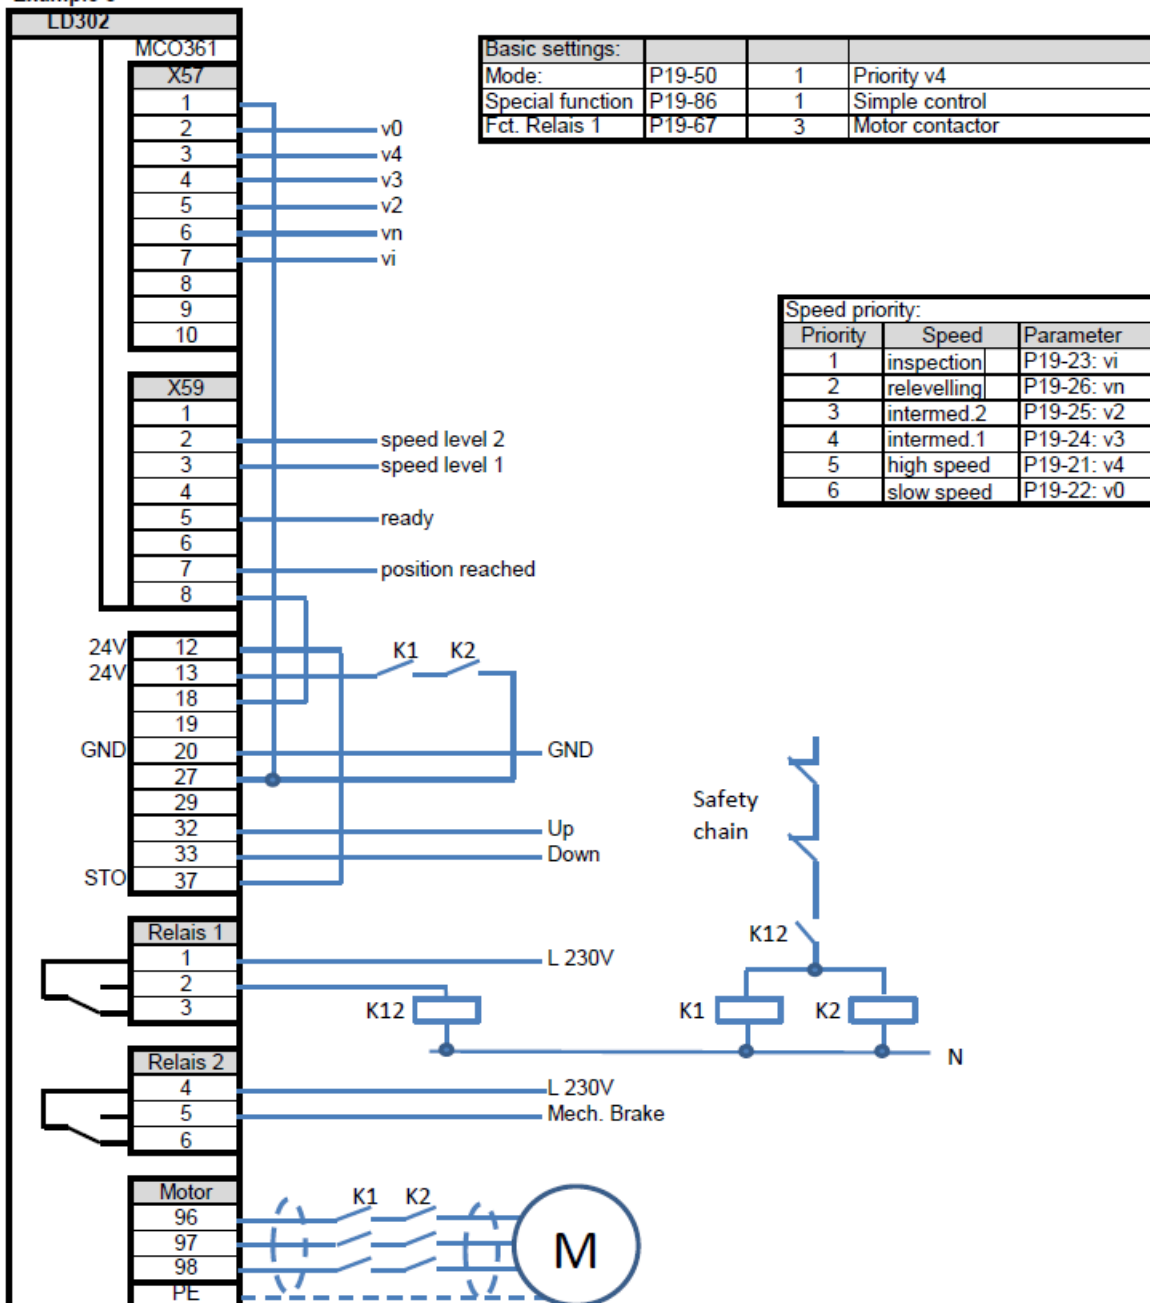 LD302
MCO361
X57
1
2 v0
3 v4
4 v3
5 v2
6 vn
7 vi
8
9
10
Basic settings:
Mode: P19-50 1 Priority v4
Special function P19-86 1 Simple control
Fct. Relais 1 P19-67 3 Motor contactor
Speed priority:
Priority Speed Parameter
1 inspection P19-23: vi
2 relevelling P19-26: vn
3 intermed.2 P19-25: v2
4 intermed.1 P19-24: v3
5 high speed P19-21: v4
6 slow speed P19-22: v0
X59
1
2 speed level 2
3 speed level 1
4
5 ready
6
7 position reached
8
24V 12
24V 13 K1 K2
18
19
GND 20 GND
27
29
32 Up
33 Down
STO 37
Safety
chain
K12
K1 K2
N
Relais 1
1 L 230V
2
3 K12
Relais 2
4 L 230V
5 Mech. Brake
6
Motor K1 K2
96
97 M
98
PE